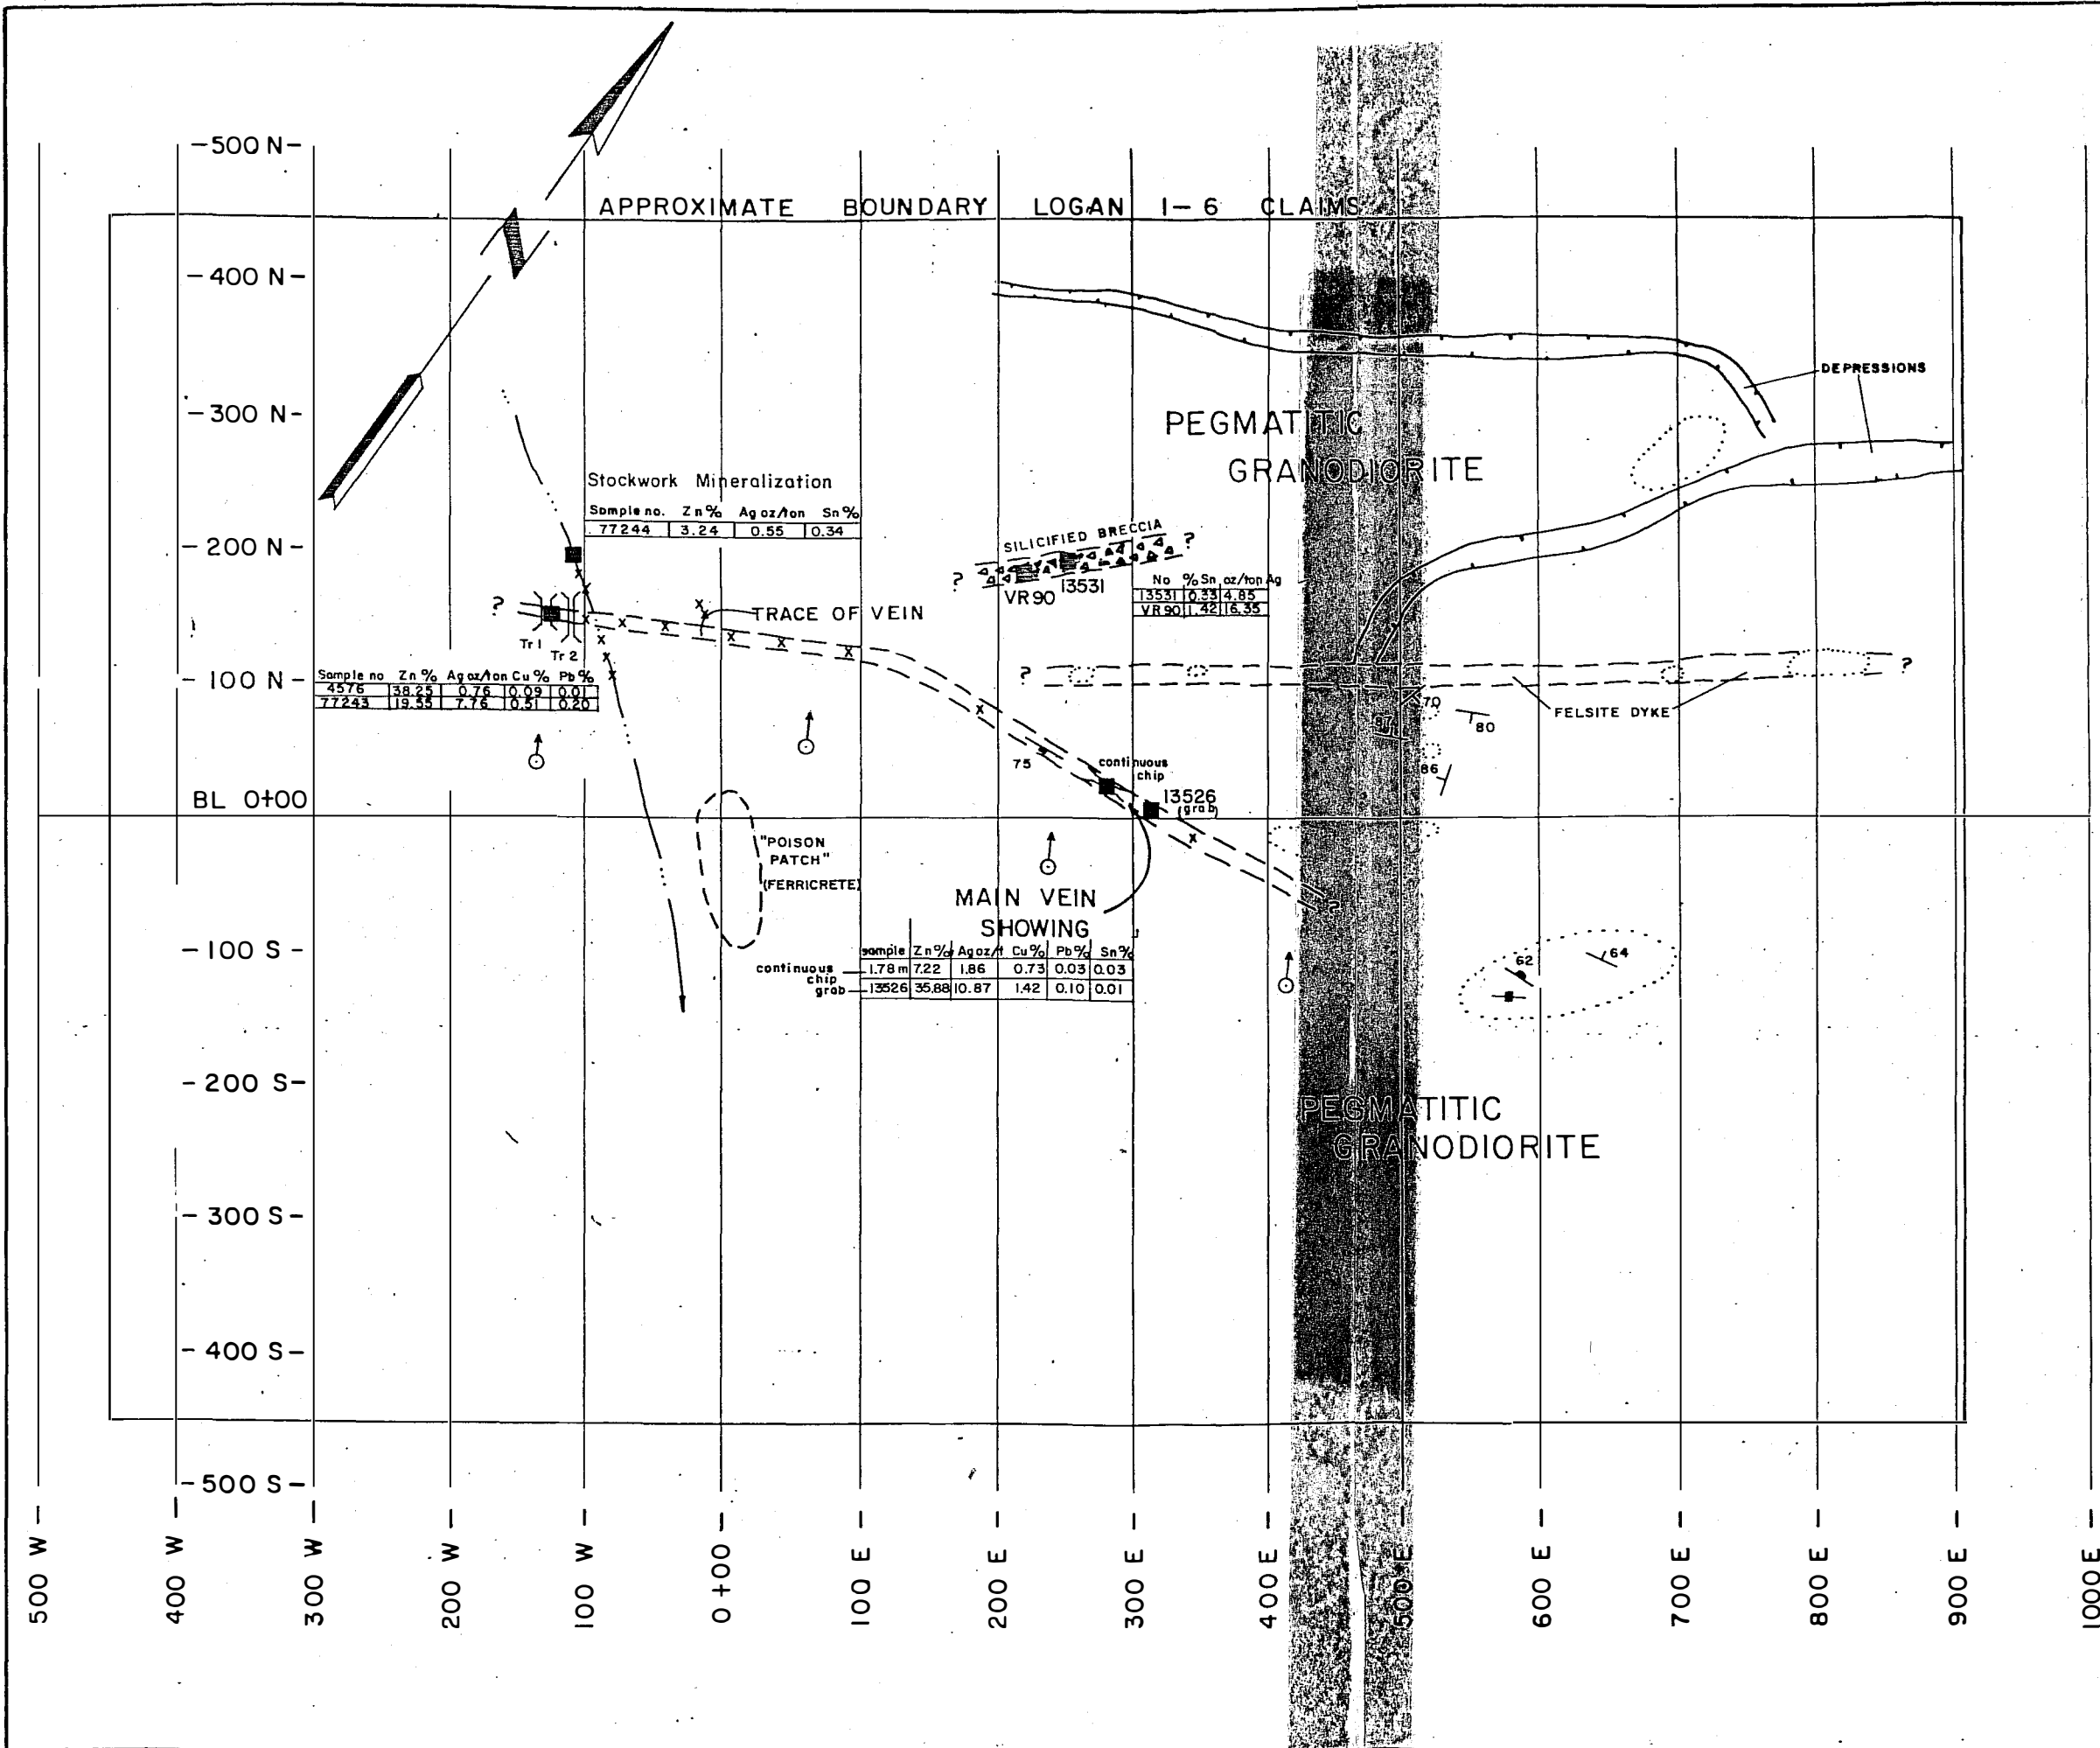 -500 N-
APPROXIMATE BOUNDARY LOGAN 1-6 CLAIMS
-400 N-
DEPRESSIONS
-300 N-
PEGMATITIC
GRANODIORITE
Stockwork Mineralization
Sample no. Zn% Ag oz/ton Sn%
77244 3.24 0.55 0.34
-200 N-
SILICIFIED BRECCIA
?
?
VR90
13531
No %Sn oz/ton Ag
13531 0.33 4.85
VR90 1.42 16.35
?
TRACE OF VEIN
Tr 1
Tr 2
-100 N-
?
?
Sample no Zn% Ag oz/ton Cu% Pb%
4576 38.25 0.76 0.09 0.01
77243 19.55 7.76 0.51 0.20
FELSITE DYKE
70
87
80
75
86
continuous
chip
13526
(grab)
BL 0+00
"POISON
PATCH"
(FERRICRETE)
?
MAIN VEIN
SHOWING
sample Zn% Ag oz/t Cu% Pb% Sn%
continuous
chip
1.78 m 7.22 1.86 0.73 0.03 0.03
grab
13526 35.88 10.87 1.42 0.10 0.01
-100 S-
62
64
-200 S-
PEGMATITIC
GRANODIORITE
-300 S-
-400 S-
-500 S-
500 W
400 W
300 W
200 W
100 W
0+00
100 E
200 E
300 E
400 E
500 E
600 E
700 E
800 E
900 E
1000 E